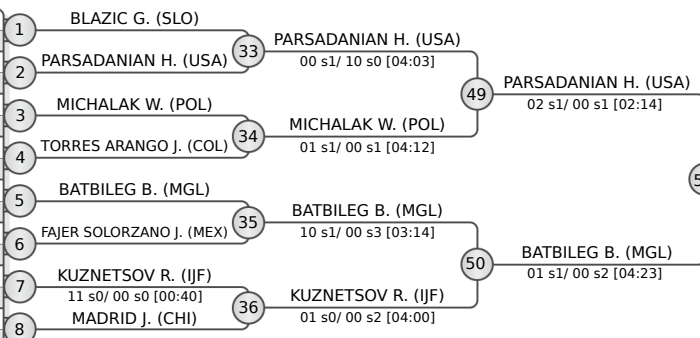 BLAZIC G. (SLO)
1
PARSADANIAN H. (USA)
2
33
PARSADANIAN H. (USA)
00 s1/ 10 s0 [04:03]
MICHALAK W. (POL)
3
TORRES ARANGO J. (COL)
4
34
MICHALAK W. (POL)
01 s1/ 00 s1 [04:12]
49
PARSADANIAN H. (USA)
02 s1/ 00 s1 [02:14]
BATBILEG B. (MGL)
5
FAJER SOLORZANO J. (MEX)
6
35
BATBILEG B. (MGL)
10 s1/ 00 s3 [03:14]
KUZNETSOV R. (IJF)
7
11 s0/ 00 s0 [00:40]
MADRID J. (CHI)
8
36
KUZNETSOV R. (IJF)
01 s0/ 00 s2 [04:00]
50
BATBILEG B. (MGL)
01 s1/ 00 s2 [04:23]